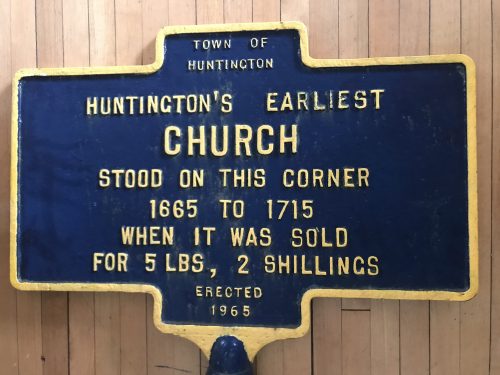 TOWN OF
HUNTINGTON
HUNTINGTON'S EARLIEST
CHURCH
STOOD ON THIS CORNER
1665 TO 1715
WHEN IT WAS SOLD
FOR 5 LBS, 2 SHILLINGS
ERECTED
1965